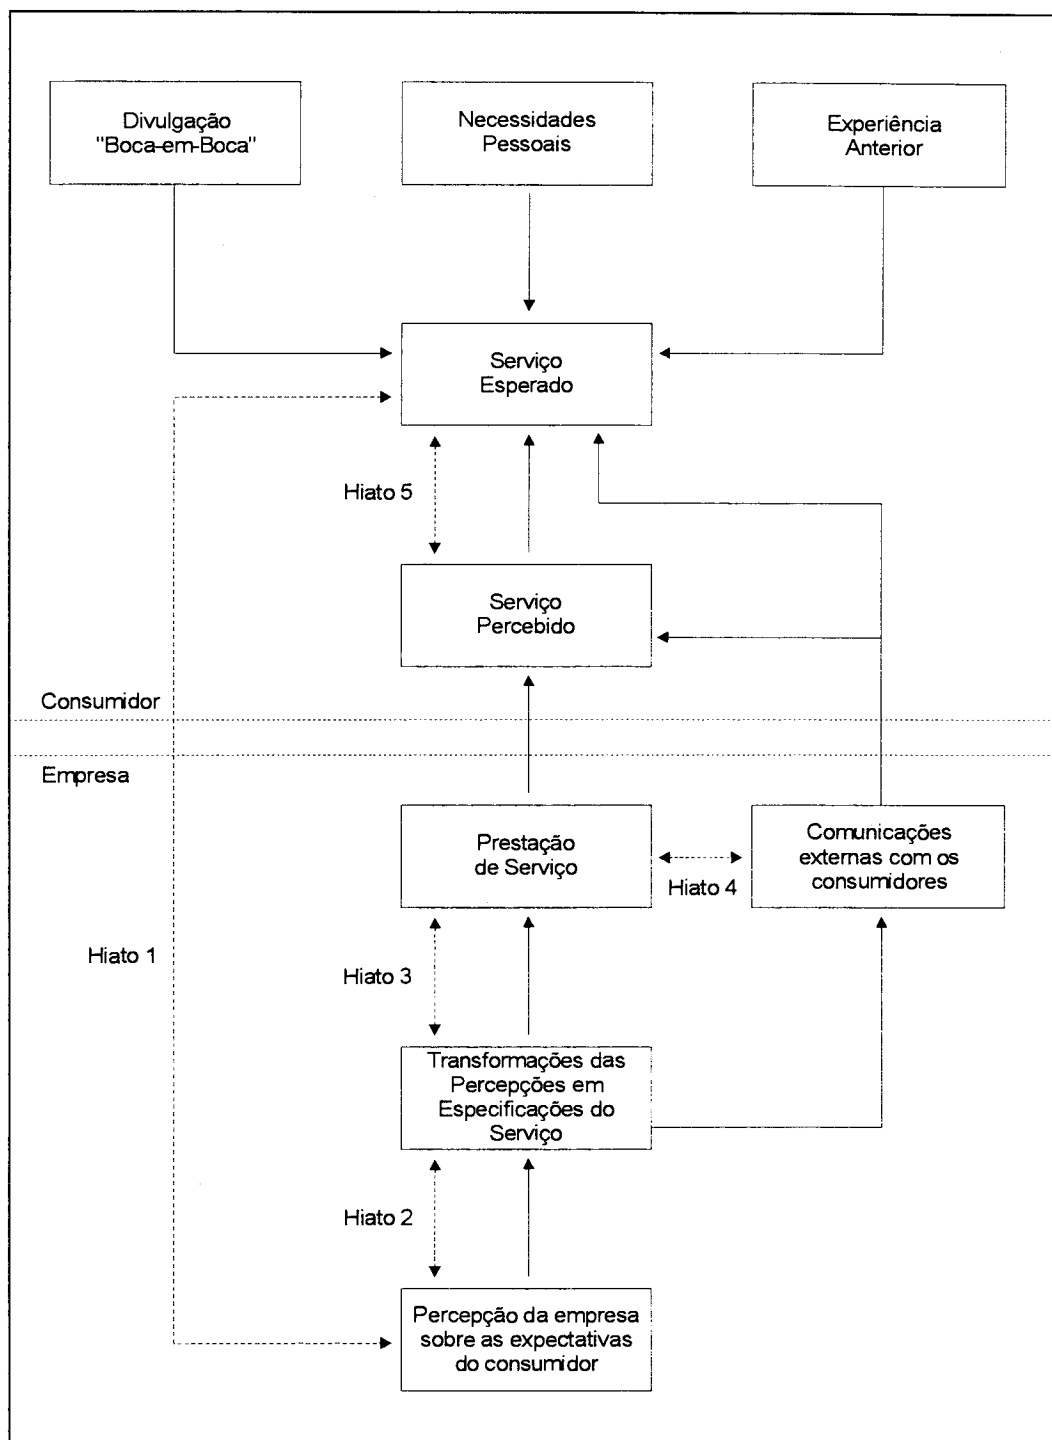 Divulgação
"Boca-em-Boca"
Necessidades
Pessoais
Experiência
Anterior
Serviço
Esperado
Hiato 5
Serviço
Percebido
Consumidor
Empresa
Prestação
de Serviço
Hiato 4
Comunicações
externas com os
consumidores
Hiato 1
Hiato 3
Transformações das
Percepções em
Especificações do
Serviço
Hiato 2
Percepção da empresa
sobre as expectativas
do consumidor